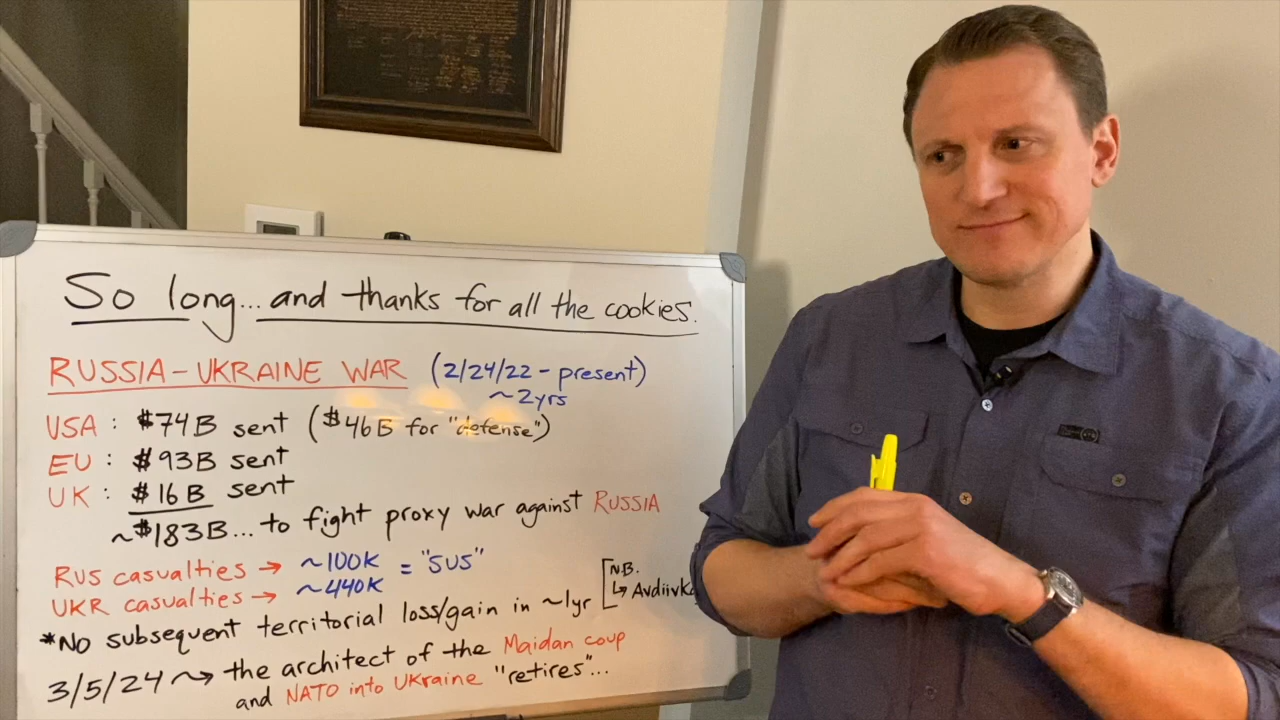 So long... and thanks for all the cookies.
RUSSIA-UKRAINE WAR (2/24/22 - present)
~2yrs
USA : $74B sent ($46B for "defense")
EU : $93B sent
UK : $16B sent
~$183B... to fight proxy war against RUSSIA
RUS casualties → ~100K = "SUS"
UKR casualties → ~440K
N.B.
↳ Avdiivka
*No subsequent territorial loss/gain in ~1yr
3/5/24 ⤳ the architect of the Maidan coup
and NATO into UKraine "retires"...